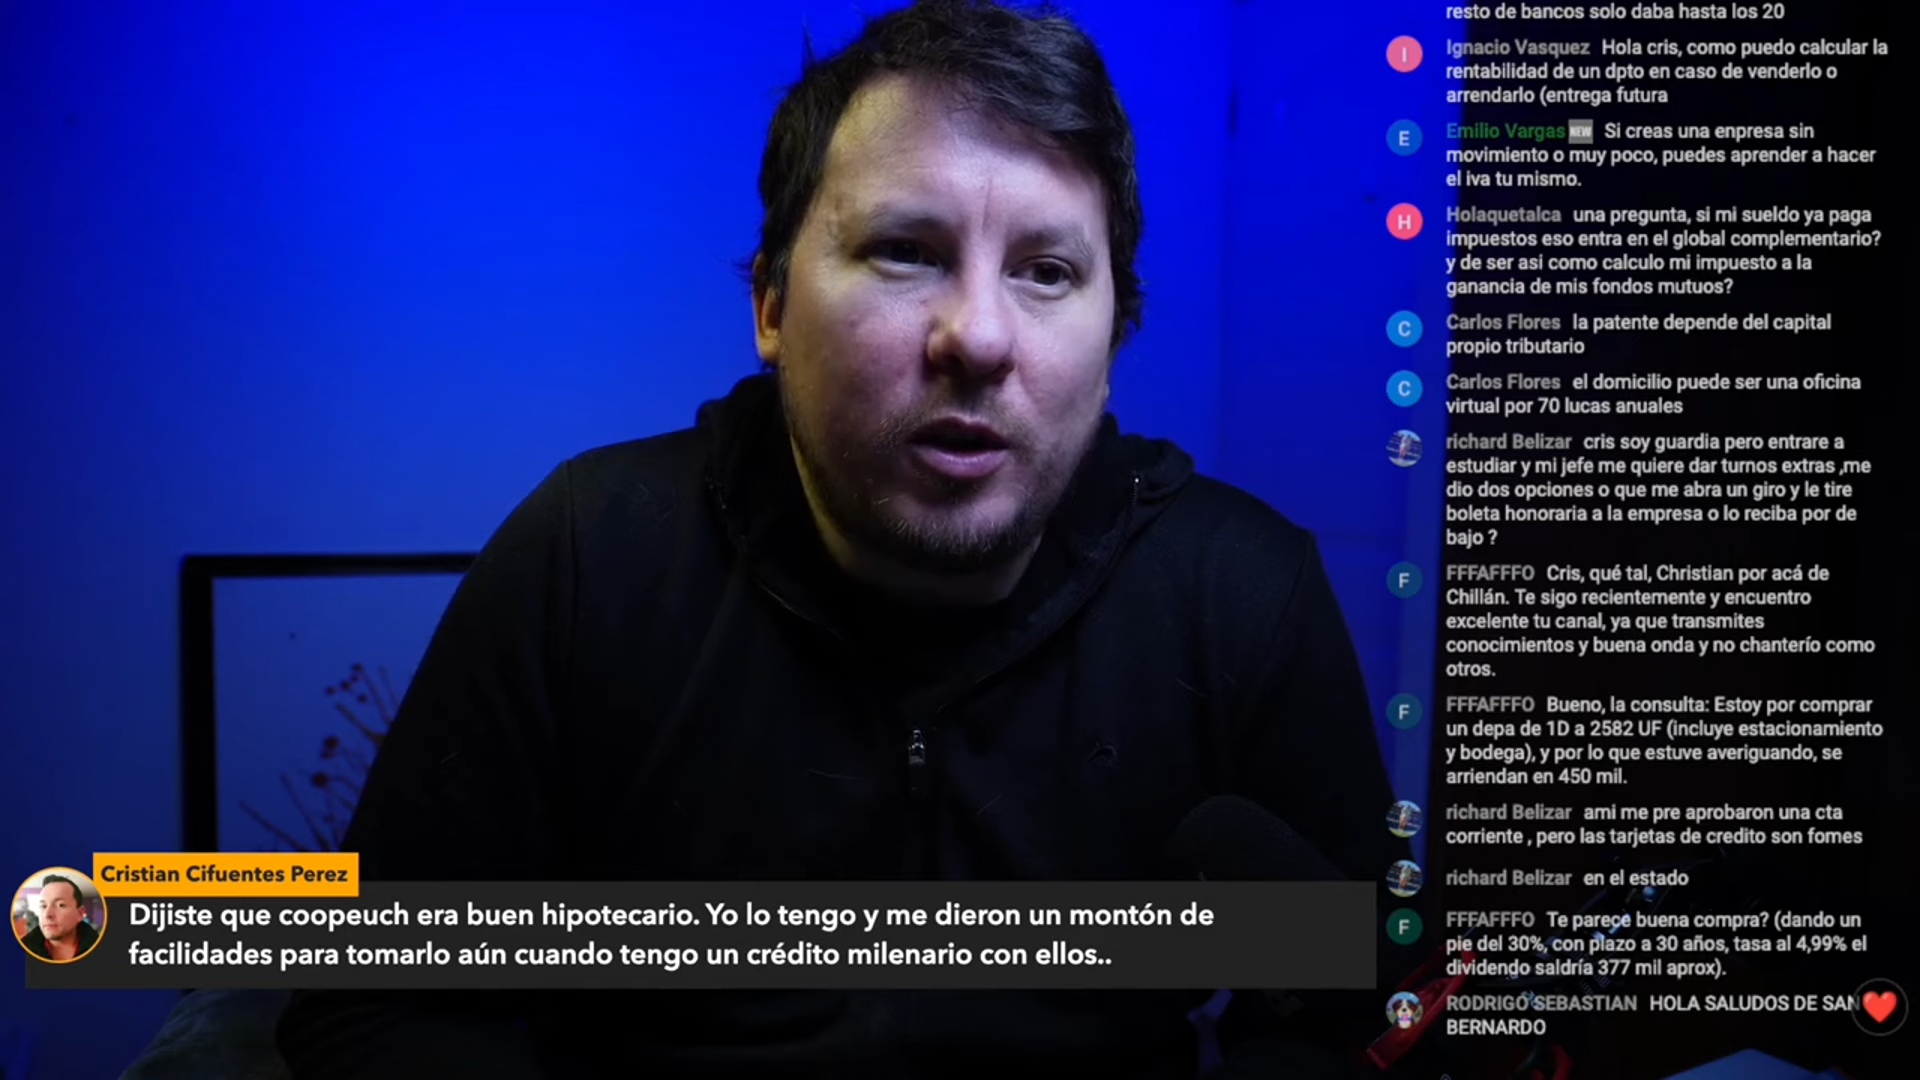 resto de bancos solo daba hasta los 20
I
Ignacio Vasquez Hola cris, como puedo calcular la
rentabilidad de un dpto en caso de venderlo o
arrendarlo (entrega futura
E
Emilio Vargas NEW Si creas una enpresa sin
movimiento o muy poco, puedes aprender a hacer
el iva tu mismo.
H
Holaquetalca una pregunta, si mi sueldo ya paga
impuestos eso entra en el global complementario?
y de ser asi como calculo mi impuesto a la
ganancia de mis fondos mutuos?
C
Carlos Flores la patente depende del capital
propio tributario
C
Carlos Flores el domicilio puede ser una oficina
virtual por 70 lucas anuales
richard Belizar cris soy guardia pero entrare a
estudiar y mi jefe me quiere dar turnos extras ,me
dio dos opciones o que me abra un giro y le tire
boleta honoraria a la empresa o lo reciba por de
bajo ?
F
FFFAFFFO Cris, qué tal, Christian por acá de
Chillán. Te sigo recientemente y encuentro
excelente tu canal, ya que transmites
conocimientos y buena onda y no chanterío como
otros.
F
FFFAFFFO Bueno, la consulta: Estoy por comprar
un depa de 1D a 2582 UF (incluye estacionamiento
y bodega), y por lo que estuve averiguando, se
arriendan en 450 mil.
richard Belizar ami me pre aprobaron una cta
corriente , pero las tarjetas de credito son fomes
richard Belizar en el estado
F
FFFAFFFO Te parece buena compra? (dando un
pie del 30%, con plazo a 30 años, tasa al 4,99% el
dividendo saldría 377 mil aprox).
RODRIGO SEBASTIAN HOLA SALUDOS DE SAN
BERNARDO
Cristian Cifuentes Perez
Dijiste que coopeuch era buen hipotecario. Yo lo tengo y me dieron un montón de
facilidades para tomarlo aún cuando tengo un crédito milenario con ellos..